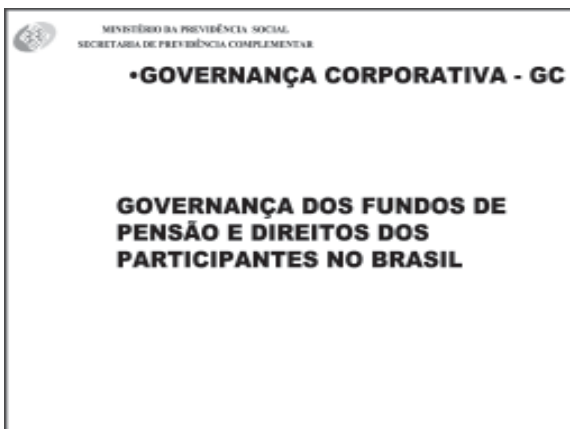 MINISTÉRIO DA PREVIDÊNCIA SOCIAL
SECRETARIA DE PREVIDÊNCIA COMPLEMENTAR
•GOVERNANÇA CORPORATIVA - GC
GOVERNANÇA DOS FUNDOS DE
PENSÃO E DIREITOS DOS
PARTICIPANTES NO BRASIL